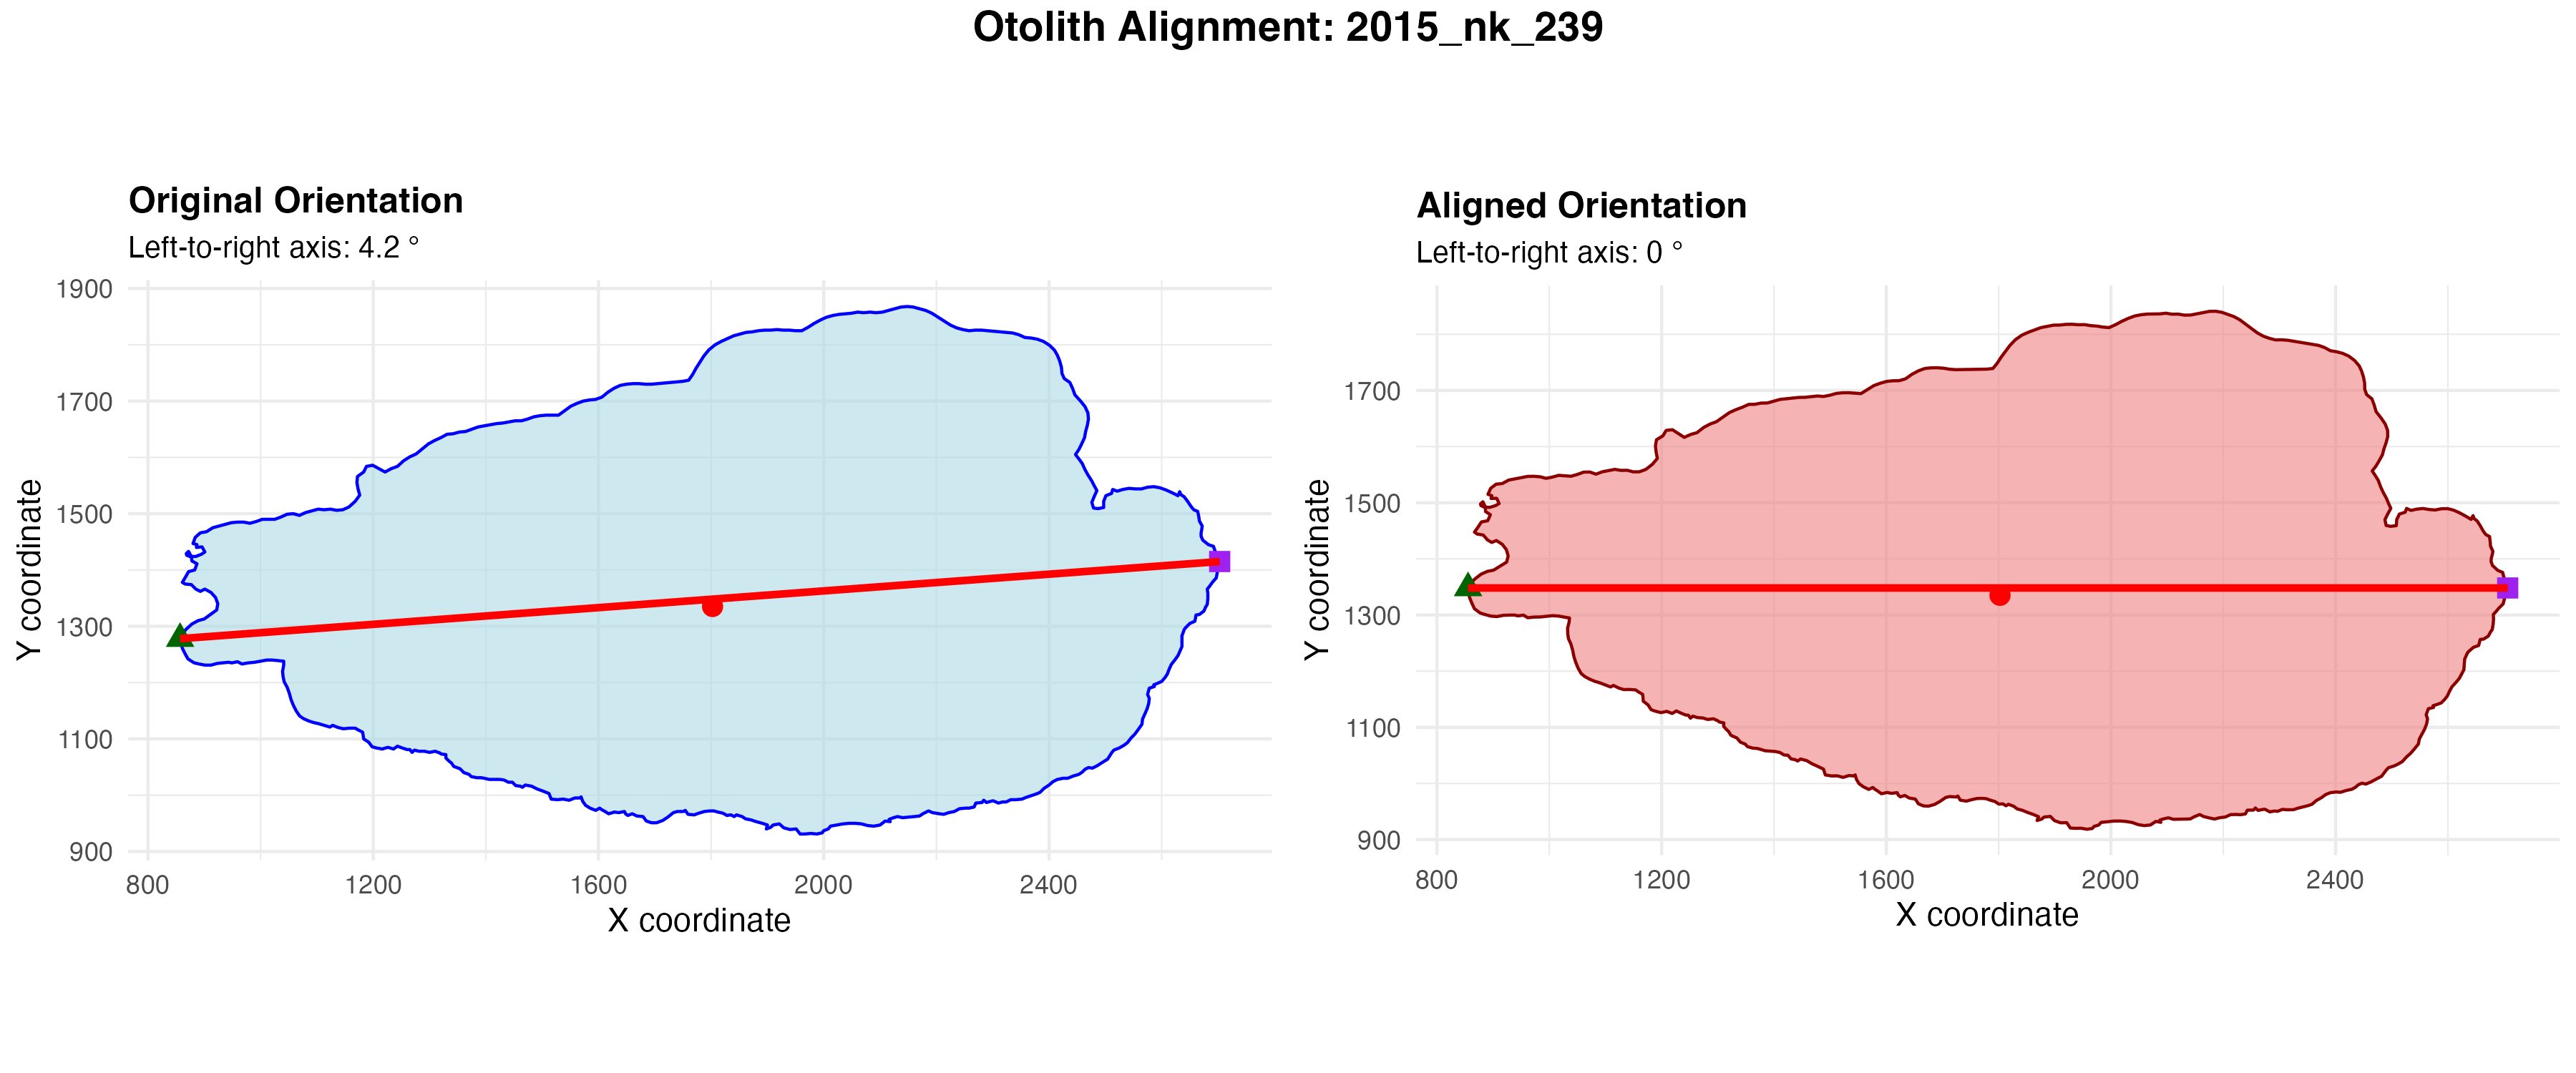 Otolith Alignment: 2015_nk_239
Original Orientation
Left-to-right axis: 4.2 °
1900
1700
1500
1300
1100
900
Y coordinate
800 1200 1600 2000 2400
X coordinate
Aligned Orientation
Left-to-right axis: 0 °
1700
1500
1300
1100
900
Y coordinate
800 1200 1600 2000 2400
X coordinate